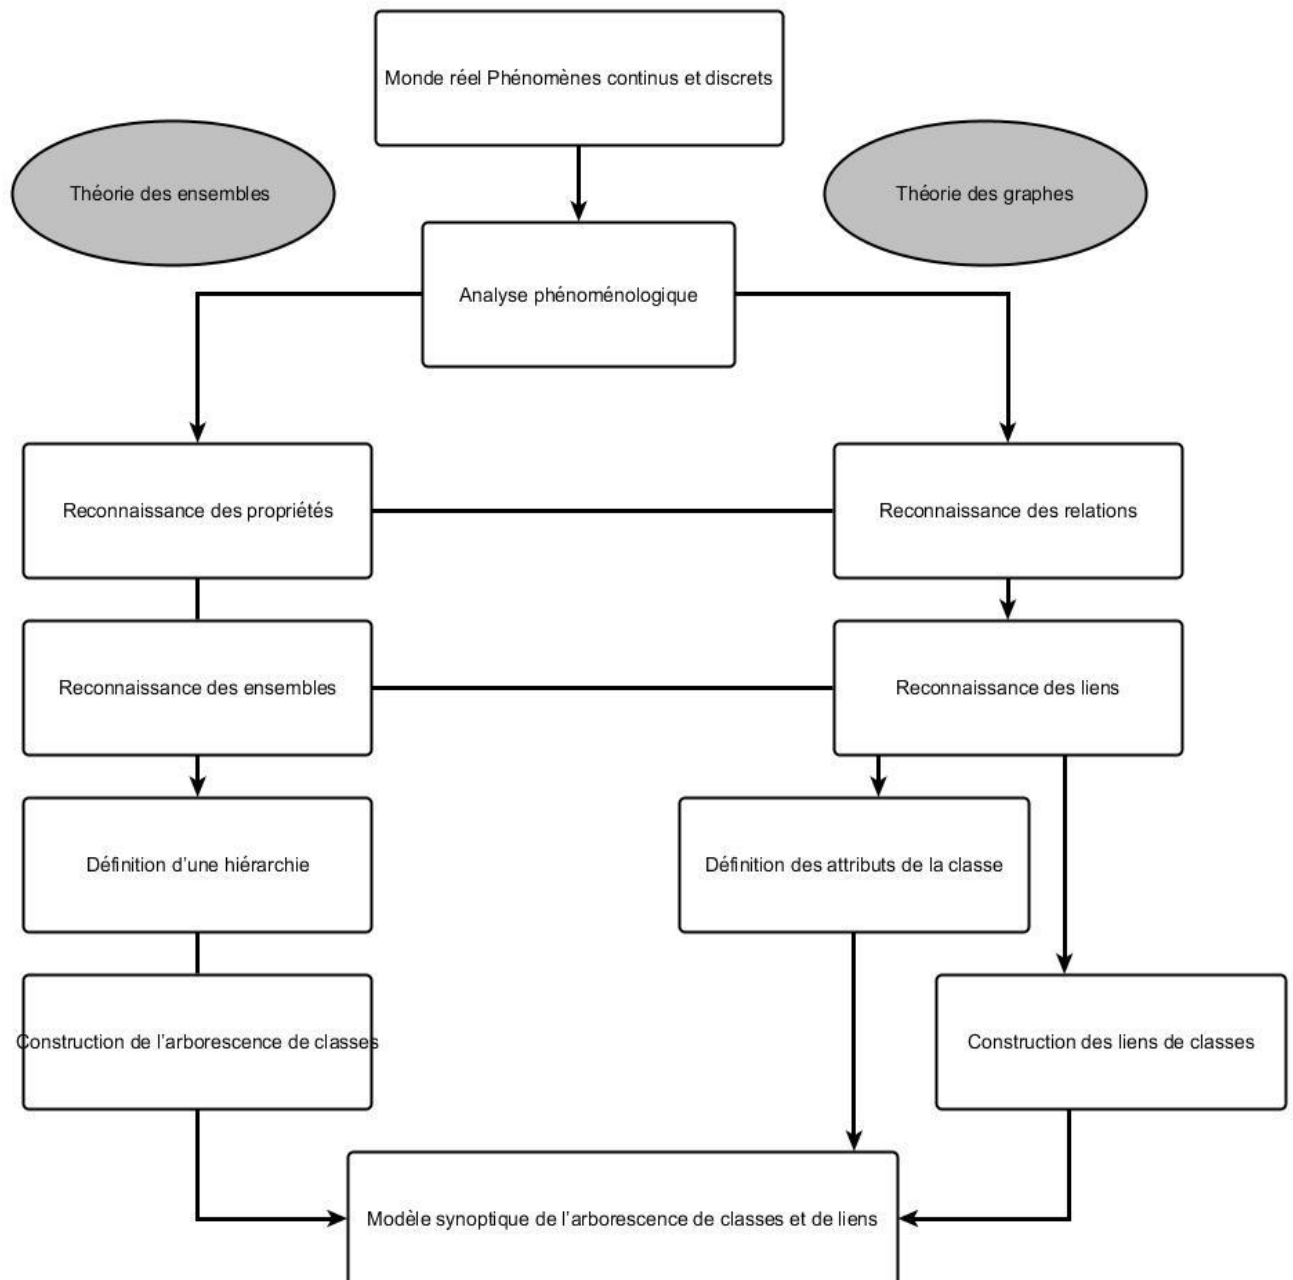 Monde réel Phénomènes continus et discrets
Théorie des ensembles
Théorie des graphes
Analyse phénoménologique
Reconnaissance des propriétés
Reconnaissance des relations
Reconnaissance des ensembles
Reconnaissance des liens
Définition d'une hiérarchie
Définition des attributs de la classe
Construction de l'arborescence de classes
Construction des liens de classes
Modèle synoptique de l'arborescence de classes et de liens